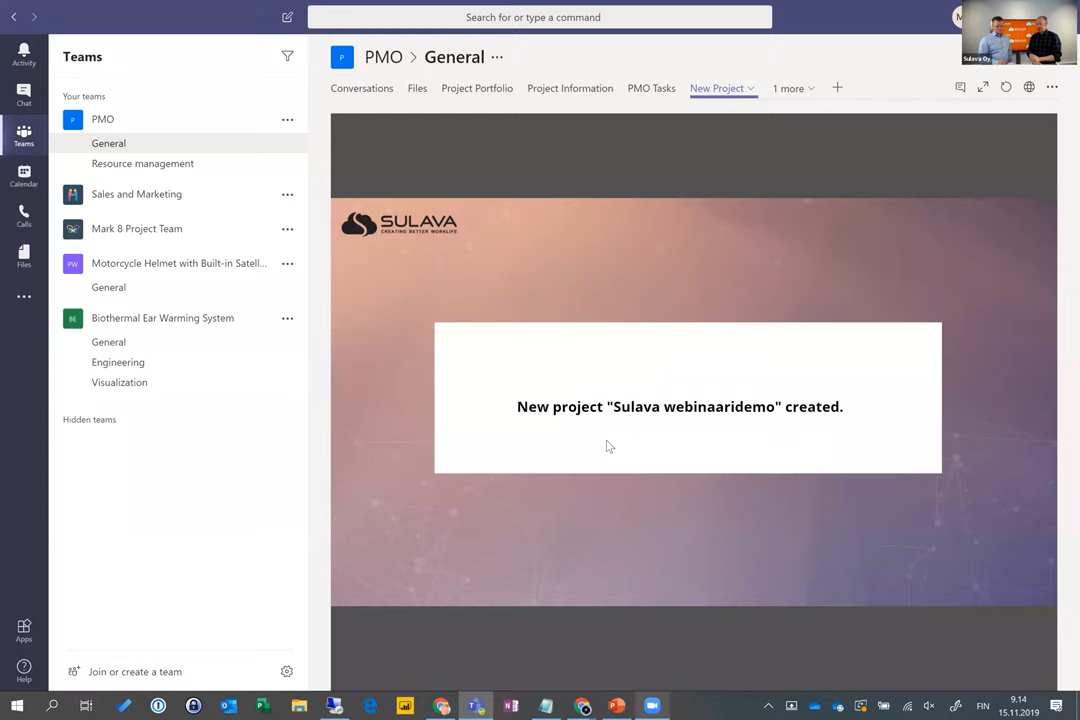 Search for or type a command
Activity
Chat
Teams
Calendar
Calls
Files
Apps
Help
Teams
Your teams
P
PMO
General
Resource management
Sales and Marketing
Mark 8 Project Team
PW
Motorcycle Helmet with Built-in Satell...
General
BE
Biothermal Ear Warming System
General
Engineering
Visualization
Hidden teams
Join or create a team
P
PMO > General ...
Conversations
Files
Project Portfolio
Project Information
PMO Tasks
New Project
1 more
SULAVA
CREATING BETTER WORKLIFE
New project "Sulava webinaaridemo" created.
Sulava Oy
FIN
9.14
15.11.2019